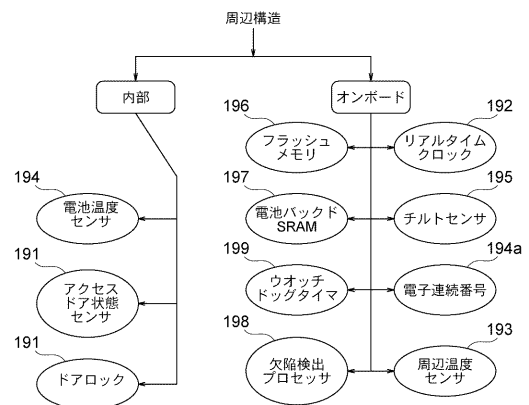 周辺構造
内部
オンボード
196
フラッシュ
メモリ
192
リアルタイム
クロック
194
電池温度
センサ
197
電池バックド
SRAM
195
チルトセンサ
191
アクセス
ドア状態
センサ
199
ウオッチ
ドッグタイマ
194a
電子連続番号
191
ドアロック
198
欠陥検出
プロセッサ
193
周辺温度
センサ